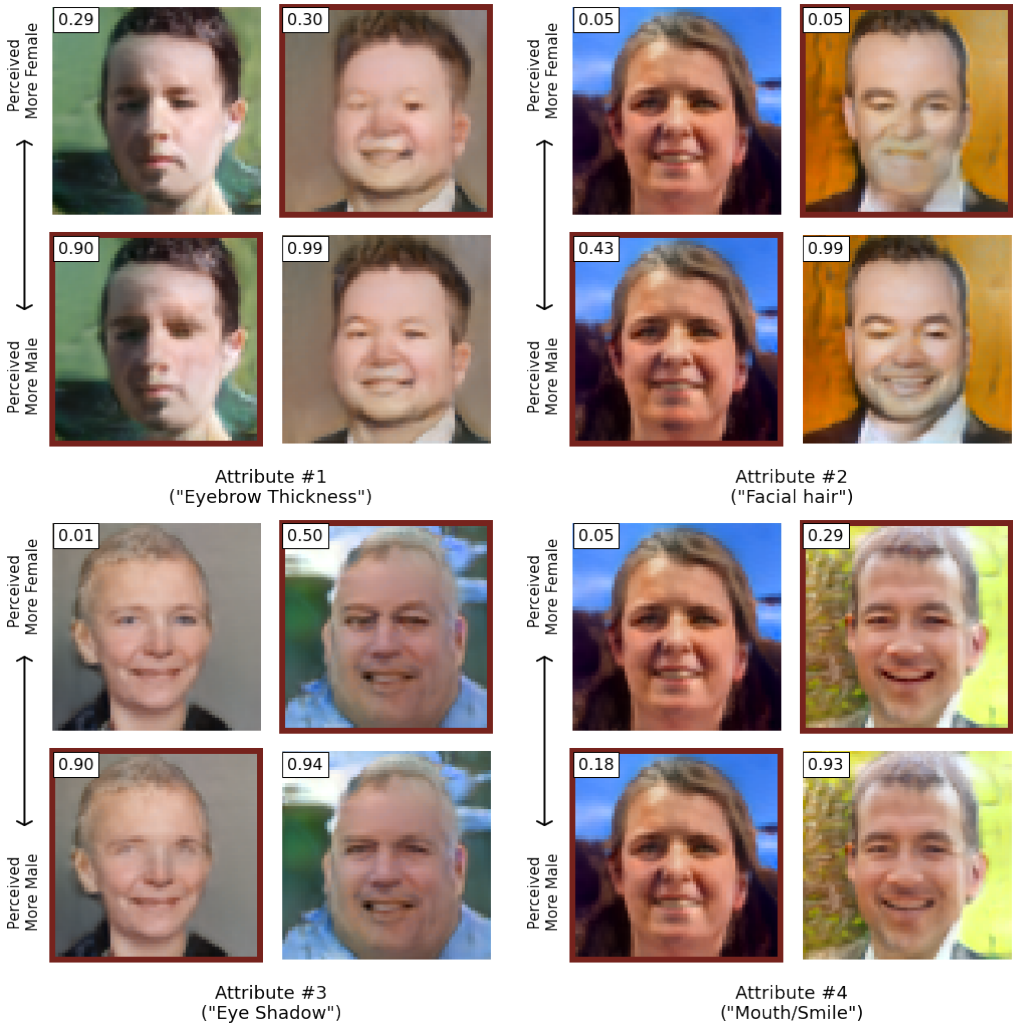 0.29
0.30
0.05
0.05
Perceived
More Female
Perceived
More Female
0.90
0.99
0.43
0.99
Perceived
More Male
Perceived
More Male
Attribute #1
("Eyebrow Thickness")
Attribute #2
("Facial hair")
0.01
0.50
0.05
0.29
Perceived
More Female
Perceived
More Female
0.90
0.94
0.18
0.93
Perceived
More Male
Perceived
More Male
Attribute #3
("Eye Shadow")
Attribute #4
("Mouth/Smile")